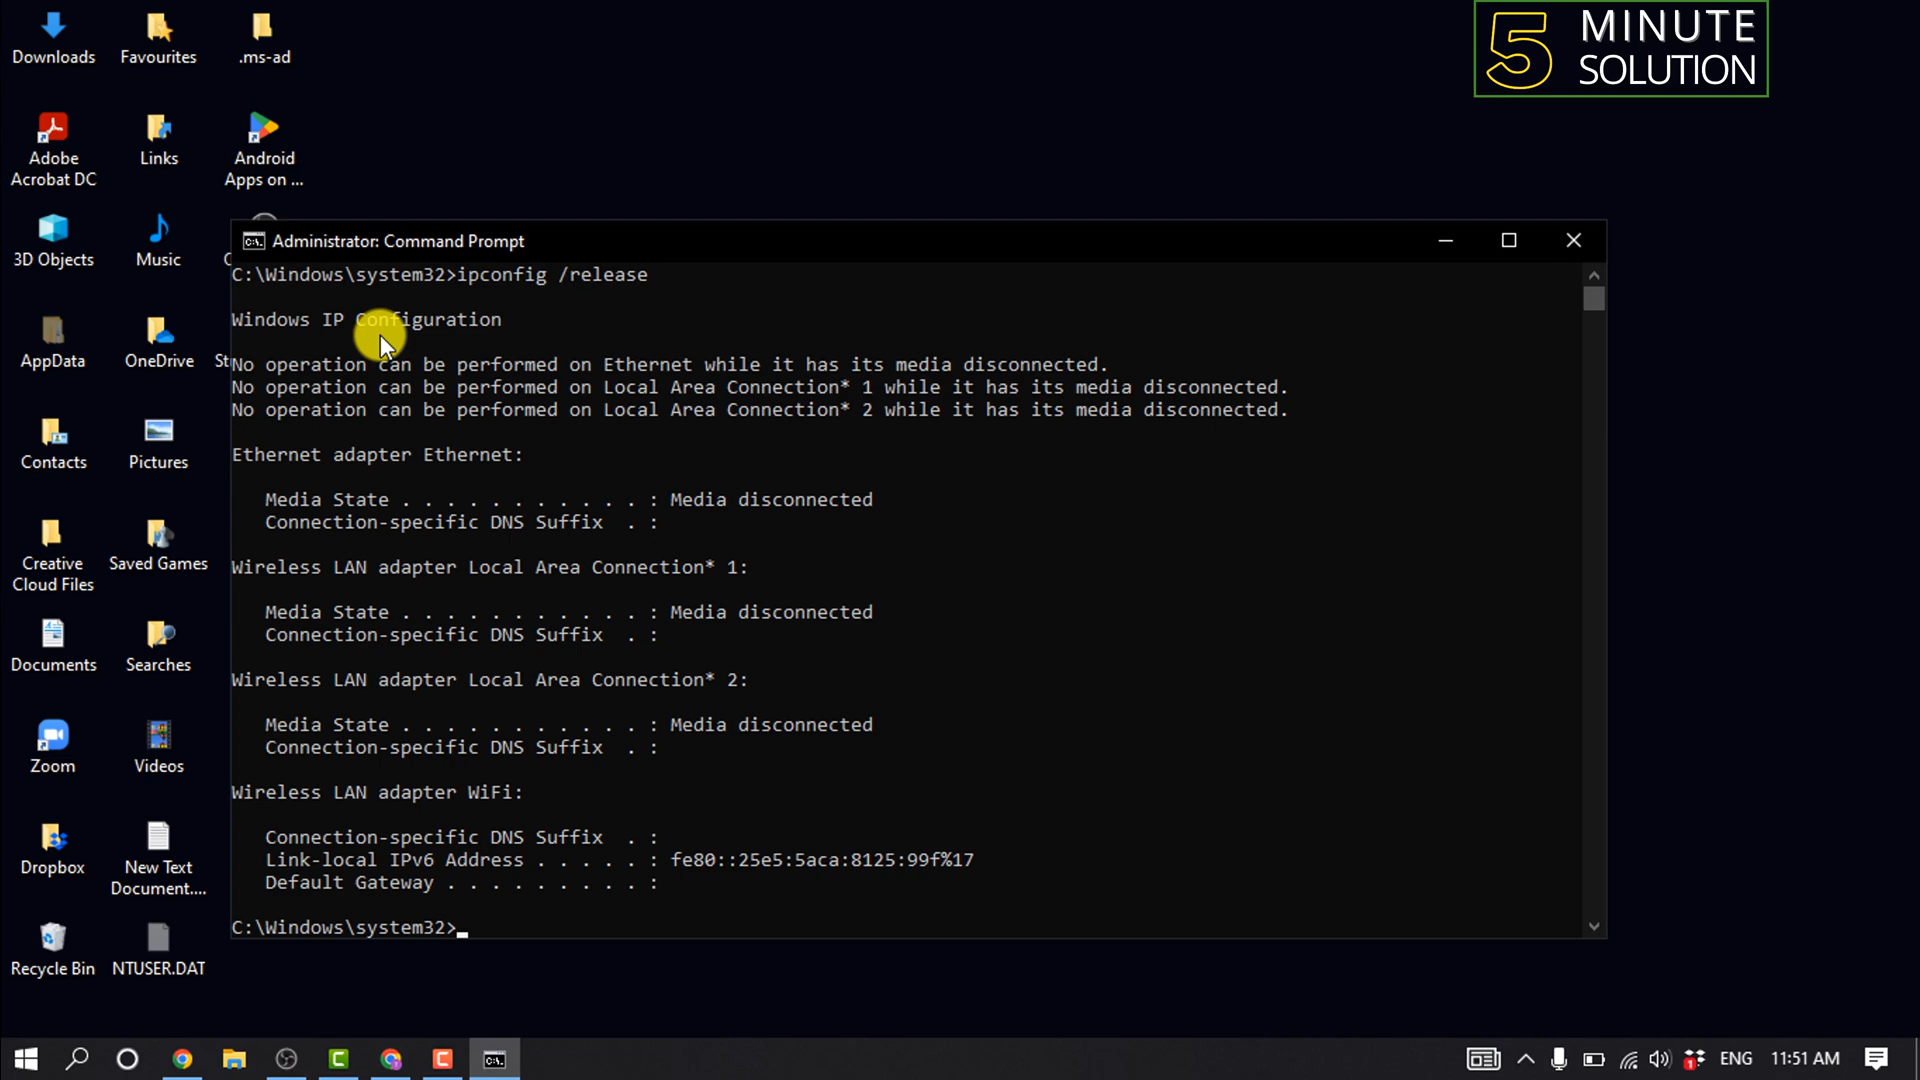 Downloads
Favourites
.ms-ad
5 MINUTE
SOLUTION
Adobe
Acrobat DC
Links
Android
Apps on ...
3D Objects
Music
AppData
OneDrive
Contacts
Pictures
Creative
Cloud Files
Saved Games
Documents
Searches
Zoom
Videos
Dropbox
New Text
Document....
Recycle Bin
NTUSER.DAT
Administrator: Command Prompt
C:\Windows\system32>ipconfig /release
Windows IP Configuration
No operation can be performed on Ethernet while it has its media disconnected.
No operation can be performed on Local Area Connection* 1 while it has its media disconnected.
No operation can be performed on Local Area Connection* 2 while it has its media disconnected.
Ethernet adapter Ethernet:
Media State . . . . . . . . . . . : Media disconnected
Connection-specific DNS Suffix  . :
Wireless LAN adapter Local Area Connection* 1:
Media State . . . . . . . . . . . : Media disconnected
Connection-specific DNS Suffix  . :
Wireless LAN adapter Local Area Connection* 2:
Media State . . . . . . . . . . . : Media disconnected
Connection-specific DNS Suffix  . :
Wireless LAN adapter WiFi:
Connection-specific DNS Suffix  . :
Link-local IPv6 Address . . . . . : fe80::25e5:5aca:8125:99f%17
Default Gateway . . . . . . . . . :
C:\Windows\system32>
ENG
11:51 AM